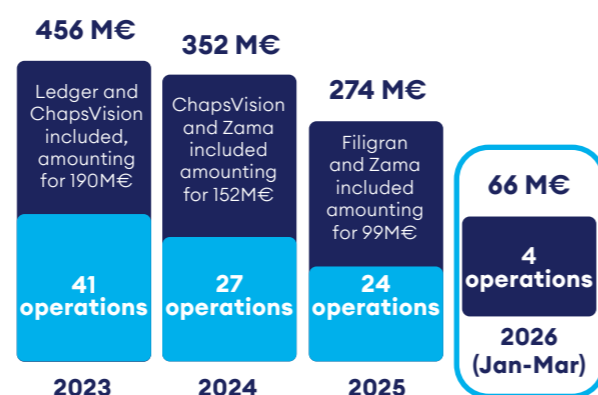 456 M€
Ledger and
ChapsVision
included,
amounting
for 190M€
41
operations
2023
352 M€
ChapsVision
and Zama
included
amounting
for 152M€
27
operations
2024
274 M€
Filigran
and Zama
included
amounting
for 99M€
24
operations
2025
66 M€
4
operations
2026
(Jan-Mar)